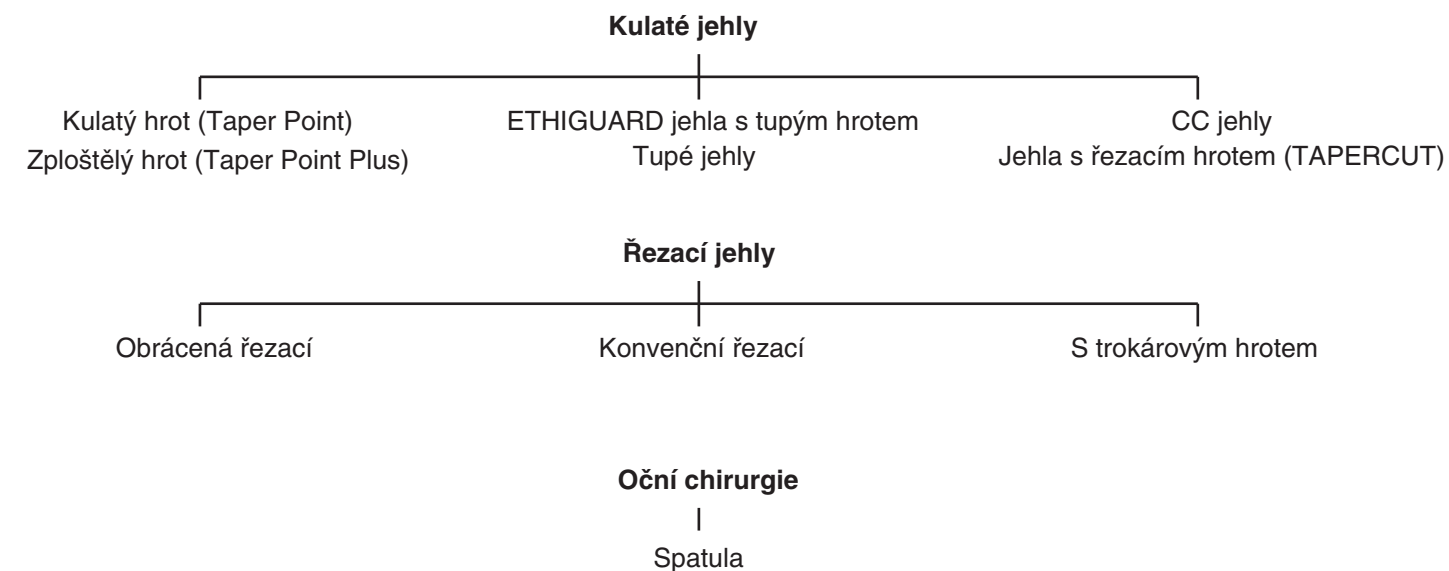 Kulaté jehly
Kulatý hrot (Taper Point)
Zploštělý hrot (Taper Point Plus)
ETHIGUARD jehla s tupým hrotem
Tupé jehly
CC jehly
Jehla s řezacím hrotem (TAPERCUT)
Řezací jehly
Obrácená řezací
Konvenční řezací
S trokárovým hrotem
Oční chirurgie
Spatula